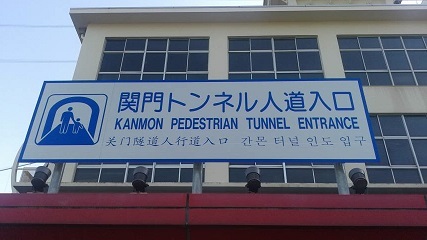 関門トンネル人道入口
KANMON PEDESTRIAN TUNNEL ENTRANCE
关门隧道人行道入口 간몬 터널 인도 입구